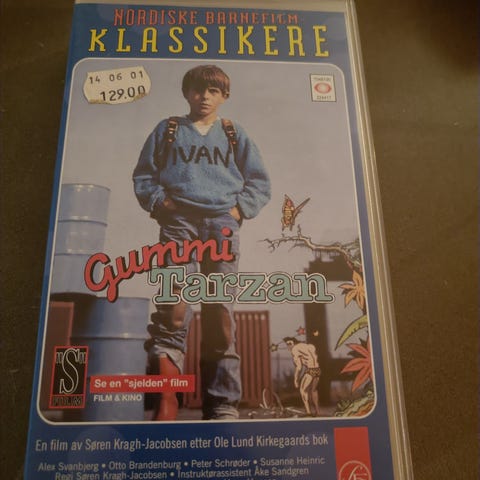 NORDISKE BARNEFILM
KLASSIKERE
14 06 01
129.00
IVAN
Gummi
Tarzan
"S"
FILM
Se en "sjelden" film
FILM & KINO
En film av Søren Kragh-Jacobsen etter Ole Lund Kirkegaards bok
Alex Svanbjerg • Otto Brandenburg • Peter Schrøder • Susanne Heinric
Regi Søren Kragh-Jacobsen • Instruktørassistent Åke Sandgren